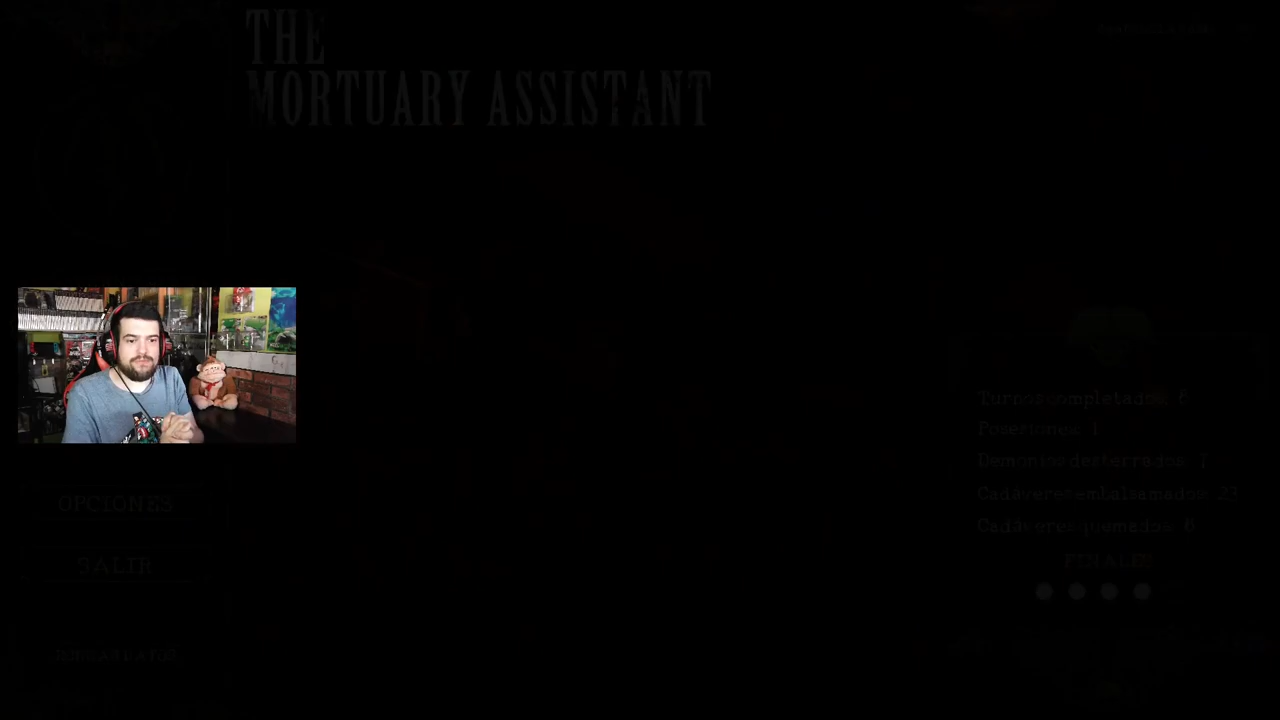 THE
MORTUARY ASSISTANT
OPCIONES
SALIR
Turnos completados: 6
Posesiones: 1
Demonios desterrados: 1
Cadáveres embalsamados: 23
Cadáveres quemados: 6
FINALES